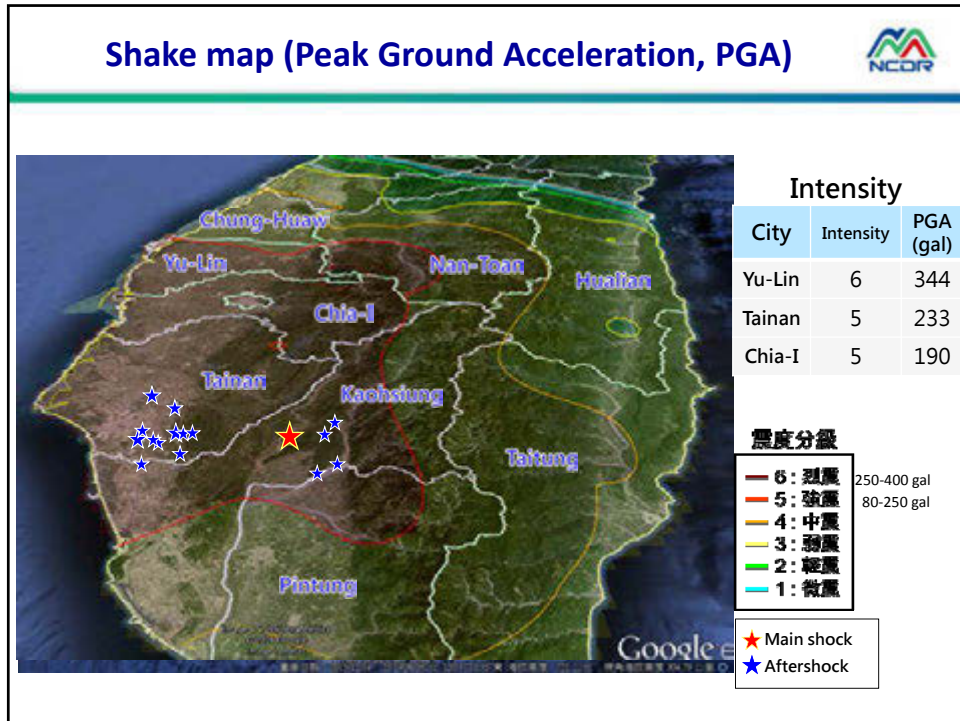 Shake map (Peak Ground Acceleration, PGA)
NCDR
Chung-Huaw
Yu-Lin
Nan-Toan
Hualian
Chia-I
Tainan
Kaohsiung
Taitung
Pintung
Google e
Intensity
City Intensity PGA (gal)
Yu-Lin 6 344
Tainan 5 233
Chia-I 5 190
震度分級
6 : 烈震 250-400 gal
5 : 強震 80-250 gal
4 : 中震
3 : 弱震
2 : 輕震
1 : 微震
Main shock
Aftershock